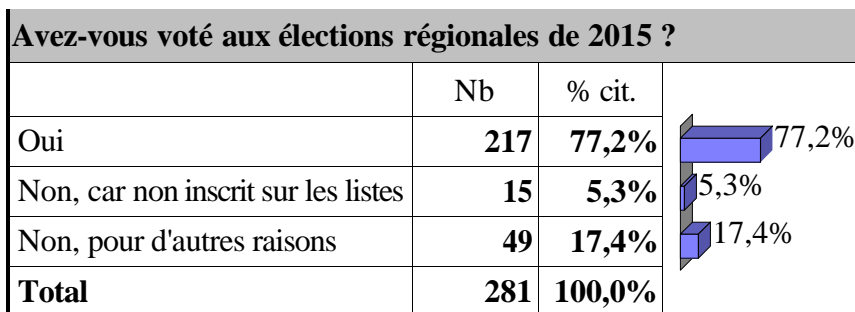 Avez-vous voté aux élections régionales de 2015 ?
Nb % cit.
Oui 217 77,2% 77,2%
Non, car non inscrit sur les listes 15 5,3% 5,3%
Non, pour d'autres raisons 49 17,4% 17,4%
Total 281 100,0%